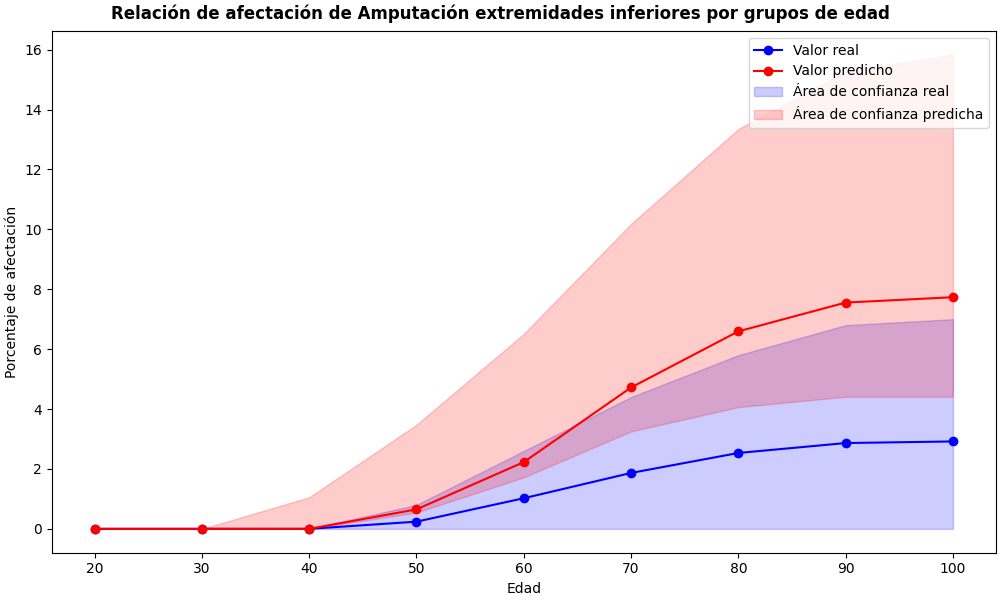 Relación de afectación de Amputación extremidades inferiores por grupos de edad
Valor real
Valor predicho
Área de confianza real
Área de confianza predicha
Porcentaje de afectación
16
14
12
10
8
6
4
2
0
20 30 40 50 60 70 80 90 100
Edad